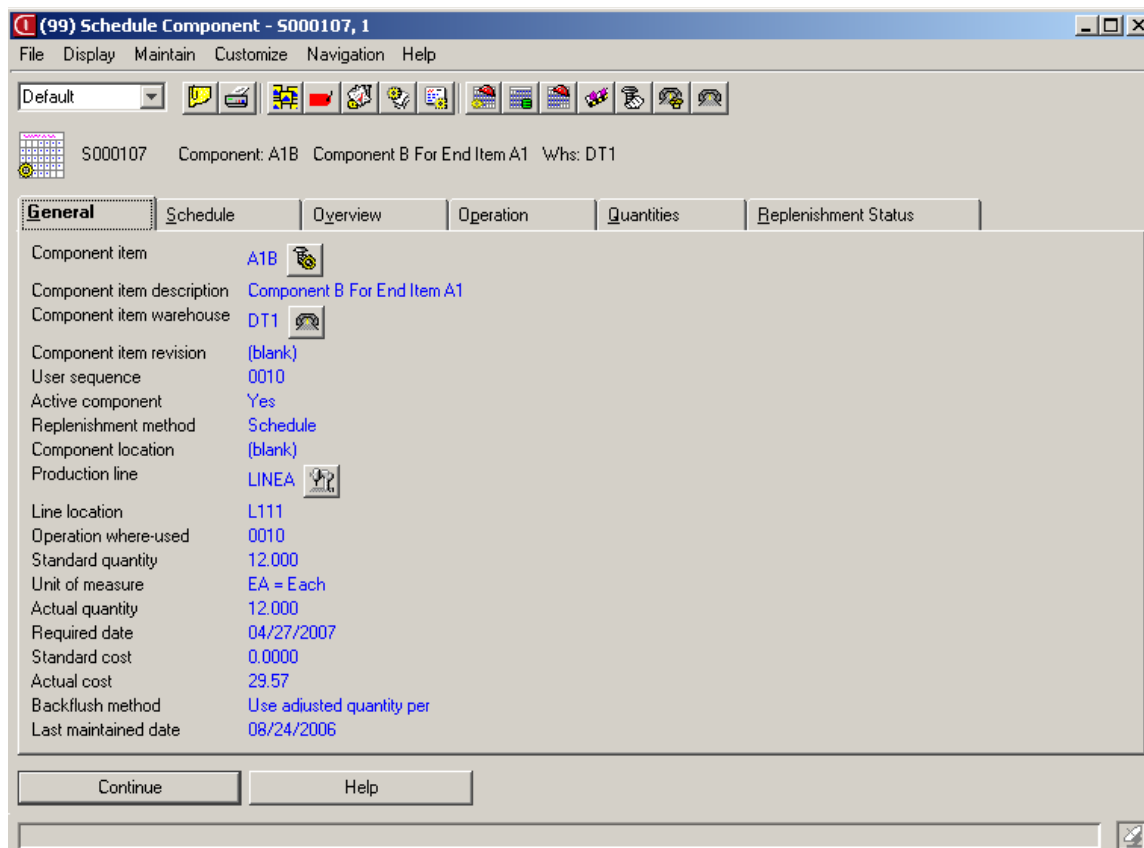 (99) Schedule Component - S000107, 1
File Display Maintain Customize Navigation Help
Default
S000107 Component: A1B Component B For End Item A1 Whs: DT1
General Schedule Overview Operation Quantities Replenishment Status
Component item A1B
Component item description Component B For End Item A1
Component item warehouse DT1
Component item revision (blank)
User sequence 0010
Active component Yes
Replenishment method Schedule
Component location (blank)
Production line LINEA
Line location L111
Operation where-used 0010
Standard quantity 12.000
Unit of measure EA = Each
Actual quantity 12.000
Required date 04/27/2007
Standard cost 0.0000
Actual cost 29.57
Backflush method Use adjusted quantity per
Last maintained date 08/24/2006
Continue Help